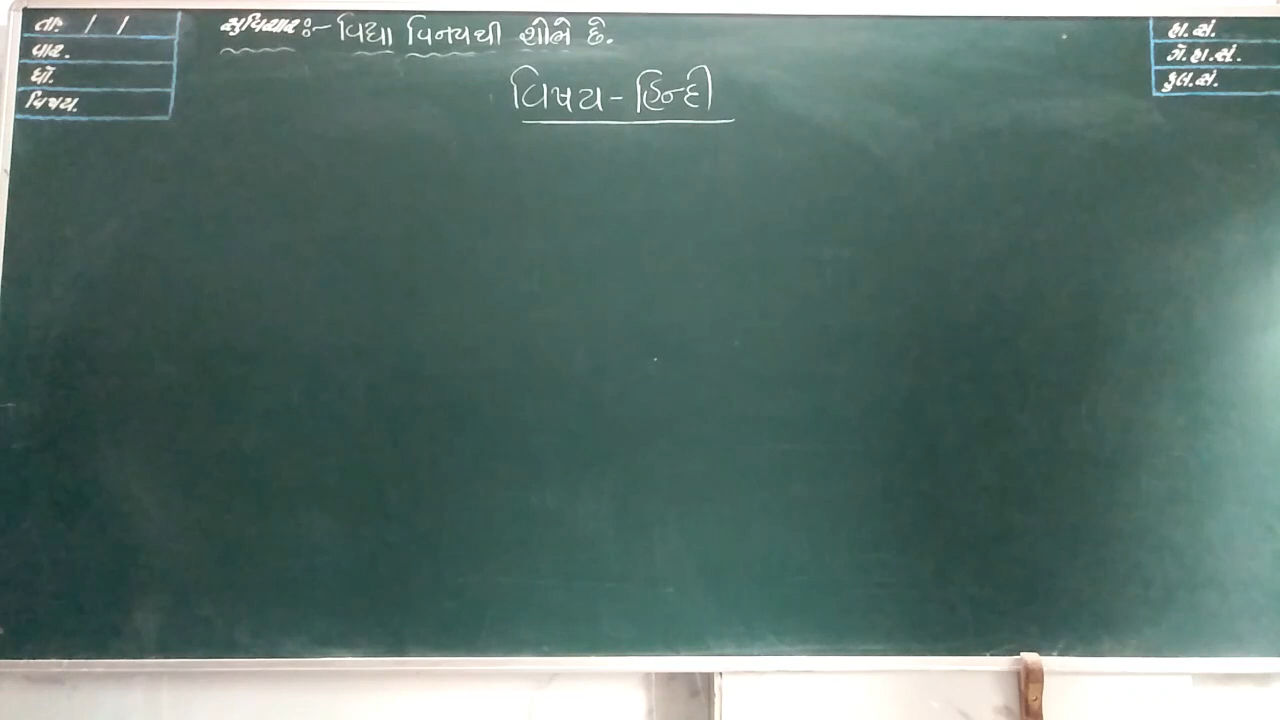 તા. / /
વાર.
ધો.
વિષય.
સુવિચાર :- વિદ્યા વિનયથી શોભે છે.
વિષય - હિન્દી
હા.સં.
ગે.હા.સં.
કુલ.સં.